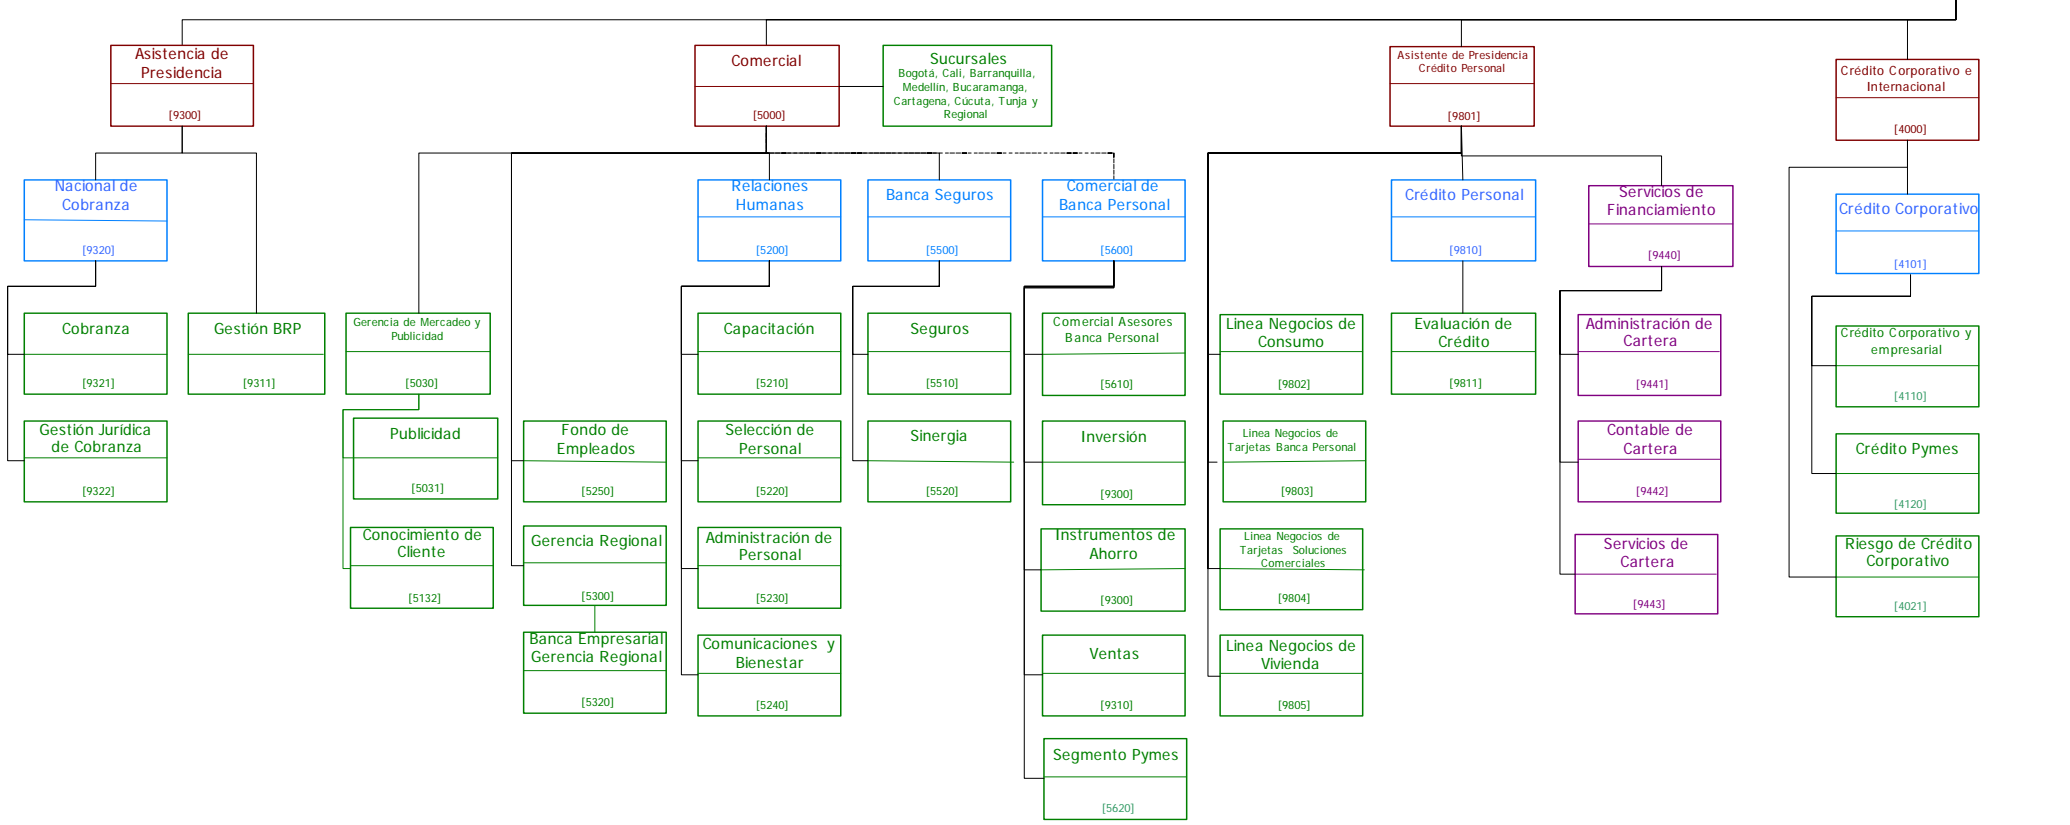 Asistencia de
Presidencia
[9300]
Comercial
[5000]
Sucursales
Bogotá, Cali, Barranquilla,
Medellín, Bucaramanga,
Cartagena, Cúcuta, Tunja y
Regional
Asistente de Presidencia
Crédito Personal
[9801]
Crédito Corporativo e
Internacional
[4000]
Nacional de
Cobranza
[9320]
Relaciones
Humanas
[5200]
Banca Seguros
[5500]
Comercial de
Banca Personal
[5600]
Crédito Personal
[9810]
Servicios de
Financiamiento
[9440]
Crédito Corporativo
[4101]
Cobranza
[9321]
Gestión BRP
[9311]
Gerencia de Mercadeo y
Publicidad
[5030]
Capacitación
[5210]
Seguros
[5510]
Comercial Asesores
Banca Personal
[5610]
Linea Negocios de
Consumo
[9802]
Evaluación de
Crédito
[9811]
Administración de
Cartera
[9441]
Crédito Corporativo y
empresarial
[4110]
Gestión Jurídica
de Cobranza
[9322]
Publicidad
[5031]
Fondo de
Empleados
[5250]
Selección de
Personal
[5220]
Sinergia
[5520]
Inversión
[9300]
Linea Negocios de
Tarjetas Banca Personal
[9803]
Contable de
Cartera
[9442]
Crédito Pymes
[4120]
Conocimiento de
Cliente
[5132]
Gerencia Regional
[5300]
Administración de
Personal
[5230]
Instrumentos de
Ahorro
[9300]
Linea Negocios de
Tarjetas Soluciones
Comerciales
[9804]
Servicios de
Cartera
[9443]
Riesgo de Crédito
Corporativo
[4021]
Banca Empresarial
Gerencia Regional
[5320]
Comunicaciones y
Bienestar
[5240]
Ventas
[9310]
Linea Negocios de
Vivienda
[9805]
Segmento Pymes
[5620]